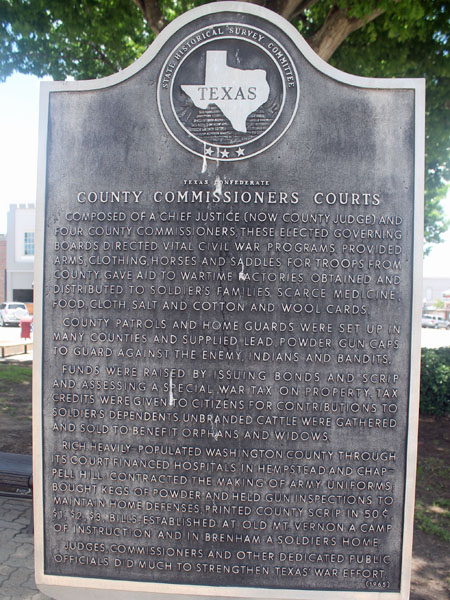 STATE HISTORICAL SURVEY COMMITTEE
TEXAS
TEXAS CONFEDERATE
COUNTY COMMISSIONERS COURTS
COMPOSED OF A CHIEF JUSTICE (NOW COUNTY JUDGE) AND
FOUR COUNTY COMMISSIONERS, THESE ELECTED GOVERNING
BOARDS DIRECTED VITAL CIVIL WAR PROGRAMS. PROVIDED
ARMS, CLOTHING, HORSES AND SADDLES FOR TROOPS FROM
COUNTY. GAVE AID TO WARTIME FACTORIES. OBTAINED AND
DISTRIBUTED TO SOLDIERS' FAMILIES SCARCE MEDICINE,
FOOD, CLOTH, SALT AND COTTON AND WOOL CARDS.
COUNTY PATROLS AND HOME GUARDS WERE SET UP IN
MANY COUNTIES AND SUPPLIED LEAD, POWDER, GUN CAPS
TO GUARD AGAINST THE ENEMY, INDIANS AND BANDITS.
FUNDS WERE RAISED BY ISSUING BONDS AND SCRIP
AND ASSESSING A SPECIAL WAR TAX ON PROPERTY. TAX
CREDITS WERE GIVEN TO CITIZENS FOR CONTRIBUTIONS TO
SOLDIERS DEPENDENTS. UNBRANDED CATTLE WERE GATHERED
AND SOLD TO BENEFIT ORPHANS AND WIDOWS.
RICH, HEAVILY-POPULATED WASHINGTON COUNTY THROUGH
ITS COURT FINANCED HOSPITALS IN HEMPSTEAD AND CHAP-
PELL HILL. CONTRACTED THE MAKING OF ARMY UNIFORMS.
BOUGHT KEGS OF POWDER AND HELD GUN INSPECTIONS TO
MAINTAIN HOME DEFENSES. PRINTED COUNTY SCRIP IN 50¢,
$1, $2, $3 BILLS. ESTABLISHED AT OLD MT. VERNON A CAMP
OF INSTRUCTION AND IN BRENHAM A SOLDIERS HOME.
JUDGES, COMMISSIONERS AND OTHER DEDICATED PUBLIC
OFFICIALS DID MUCH TO STRENGTHEN TEXAS' WAR EFFORT.
(1965)